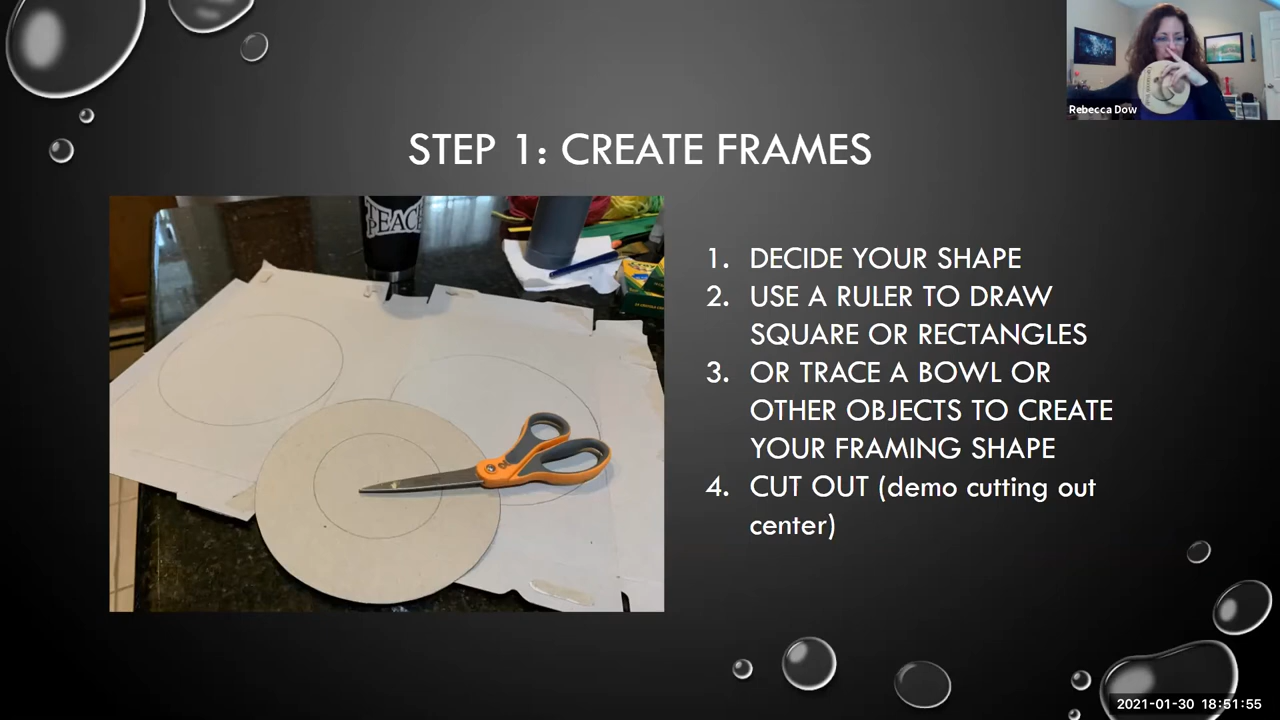 Rebecca Dow
STEP 1: CREATE FRAMES
TEACH
1. DECIDE YOUR SHAPE
2. USE A RULER TO DRAW
SQUARE OR RECTANGLES
3. OR TRACE A BOWL OR
OTHER OBJECTS TO CREATE
YOUR FRAMING SHAPE
4. CUT OUT (demo cutting out
center)
2021-01-30 18:51:55